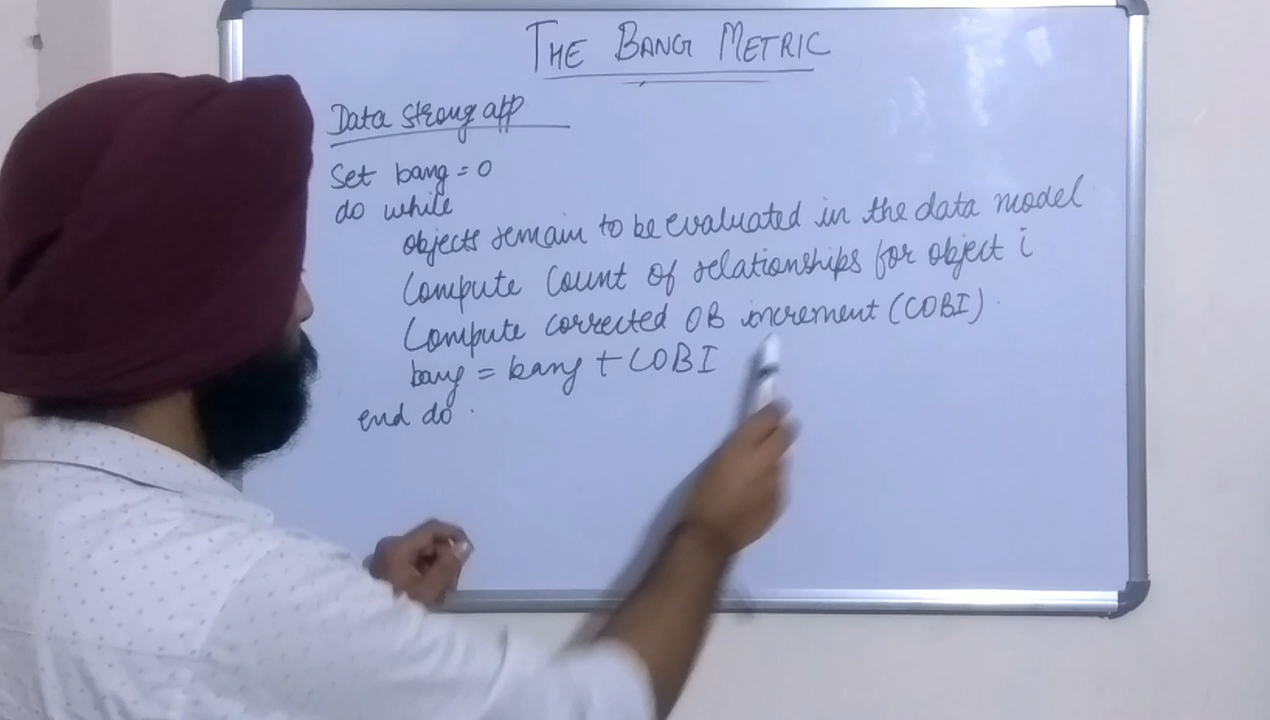 THE BANG METRIC
Data strong app
Set bang = 0
do while
objects remain to be evaluated in the data model
Compute Count of relationships for object i
Compute corrected OB increment (COBI).
bang = bang + COBI
end do.